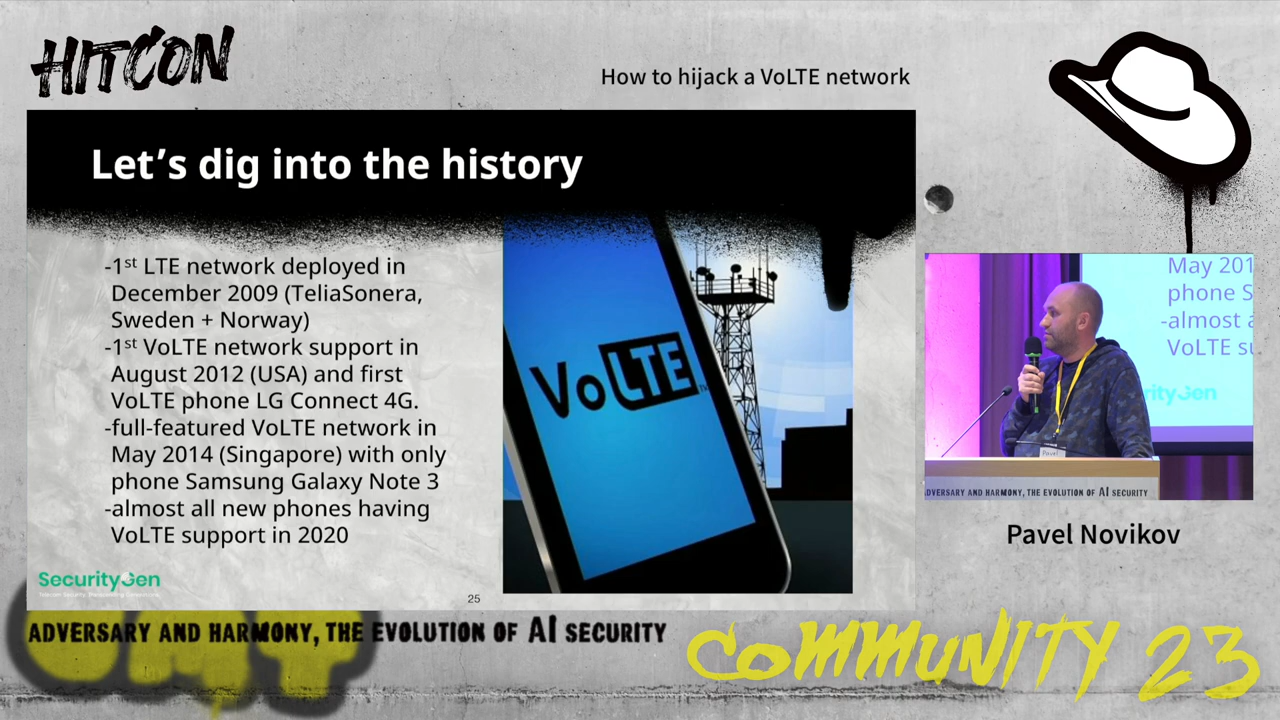 HITCON
How to hijack a VoLTE network
Let's dig into the history
-1st LTE network deployed in
December 2009 (TeliaSonera,
Sweden + Norway)
-1st VoLTE network support in
August 2012 (USA) and first
VoLTE phone LG Connect 4G.
-full-featured VoLTE network in
May 2014 (Singapore) with only
phone Samsung Galaxy Note 3
-almost all new phones having
VoLTE support in 2020
VoLTE
SecurityGen
25
May 201
phone S
-almost a
VoLTE su
ityGen
Pavel
ADVERSARY AND HARMONY, THE EVOLUTION OF AI SECURITY
Pavel Novikov
ADVERSARY AND HARMONY, THE EVOLUTION OF AI SECURITY
COMMUNITY 23